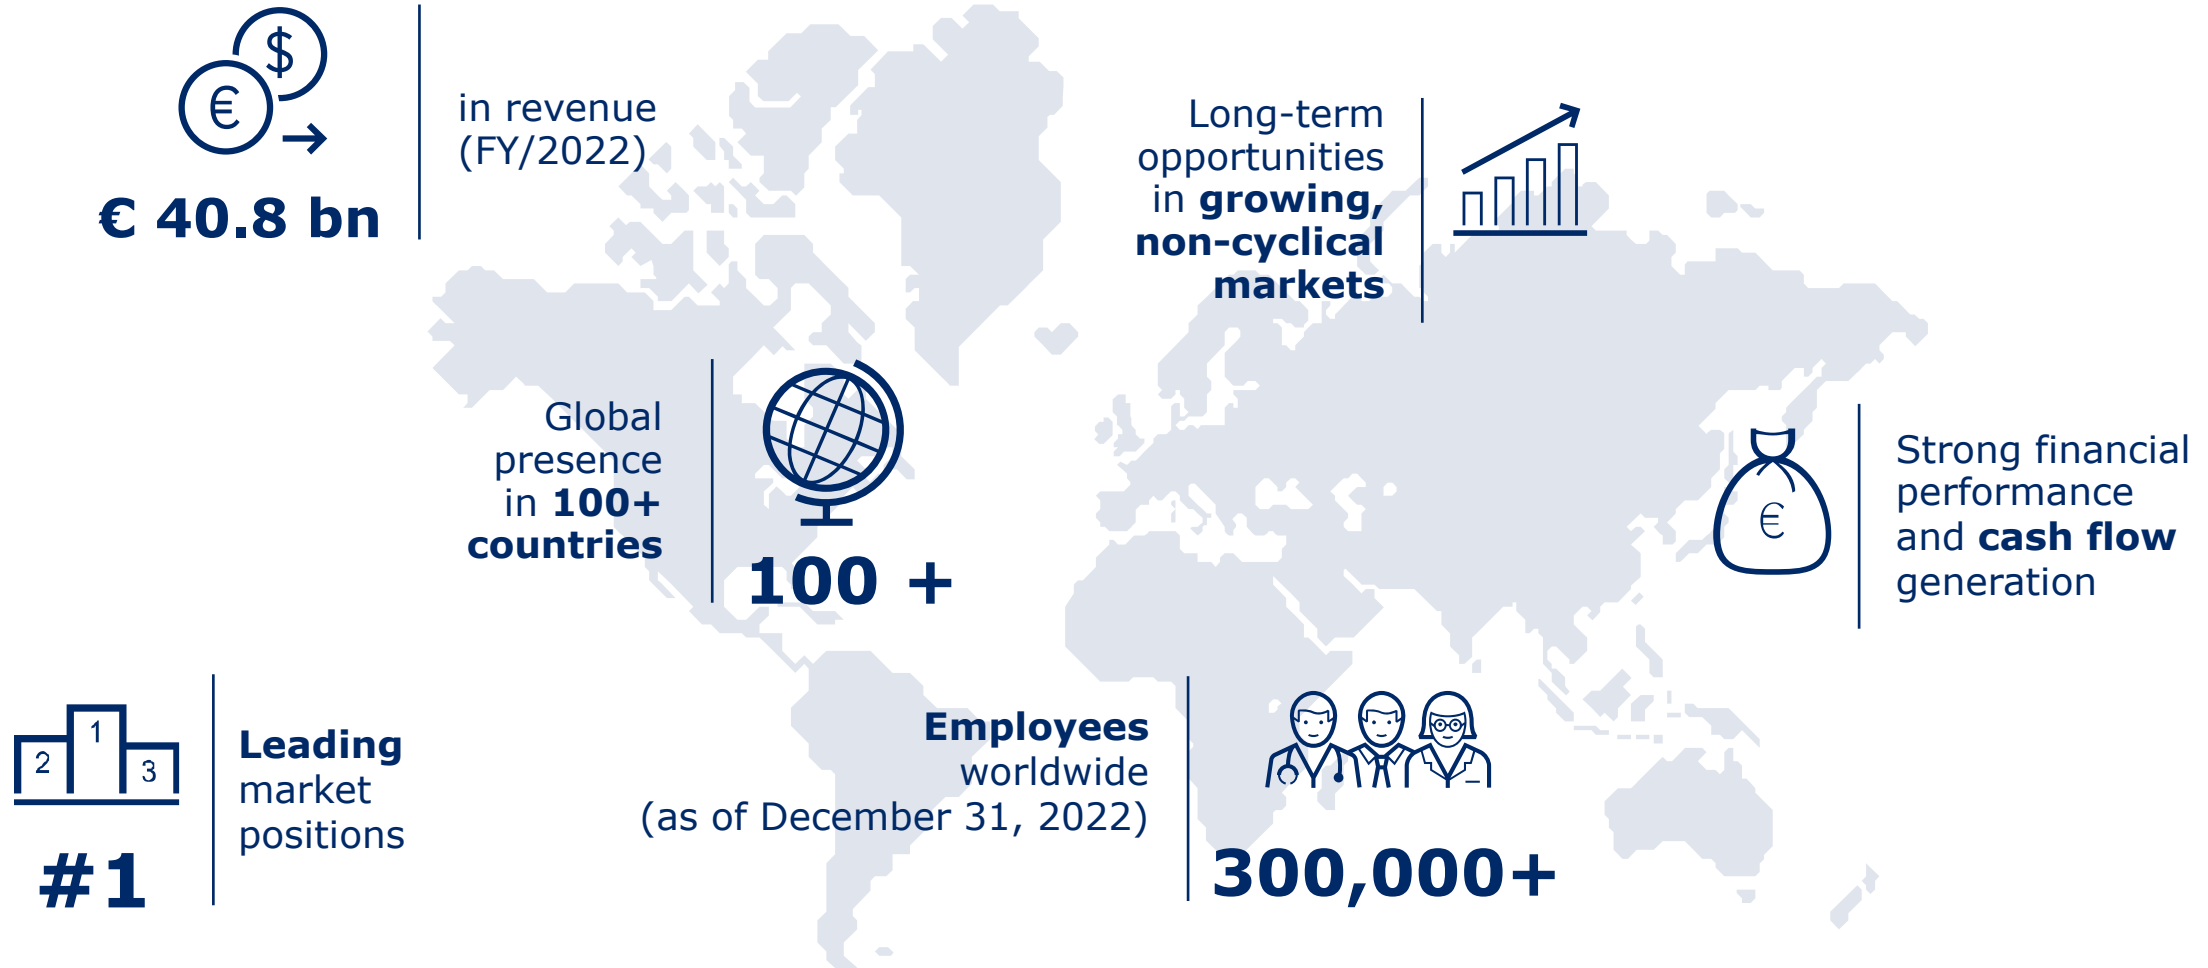 $
€
€ 40.8 bn
in revenue
(FY/2022)
Long-term
opportunities
in growing,
non-cyclical
markets
Global
presence
in 100+
countries
100 +
€
Strong financial
performance
and cash flow
generation
1
2
3
#1
Leading
market
positions
Employees
worldwide
(as of December 31, 2022)
300,000+